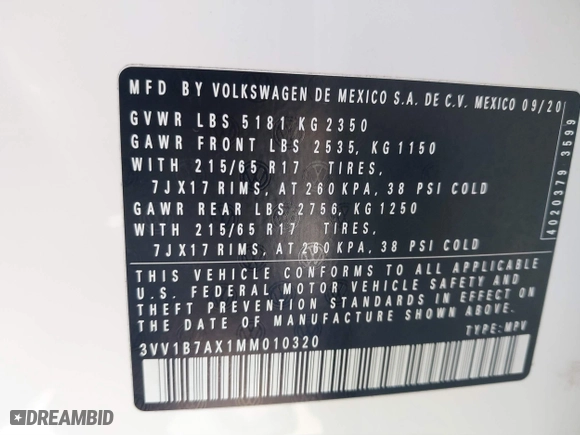 MFD BY VOLKSWAGEN DE MEXICO S.A. DE C.V. MEXICO 09/20
GVWR LBS 5181 KG 2350
GAWR FRONT LBS 2535, KG 1150
WITH 215/65 R17 TIRES,
7JX17 RIMS, AT 260 KPA, 38 PSI COLD
GAWR REAR LBS 2756, KG 1250
WITH 215/65 R17 TIRES,
7JX17 RIMS, AT 260 KPA, 38 PSI COLD
THIS VEHICLE CONFORMS TO ALL APPLICABLE
U.S. FEDERAL MOTOR VEHICLE SAFETY AND
THEFT PREVENTION STANDARDS IN EFFECT ON
THE DATE OF MANUFACTURE SHOWN ABOVE.
3VV1B7AX1MM010320
TYPE: MPV
4020379 3599
DREAMBID